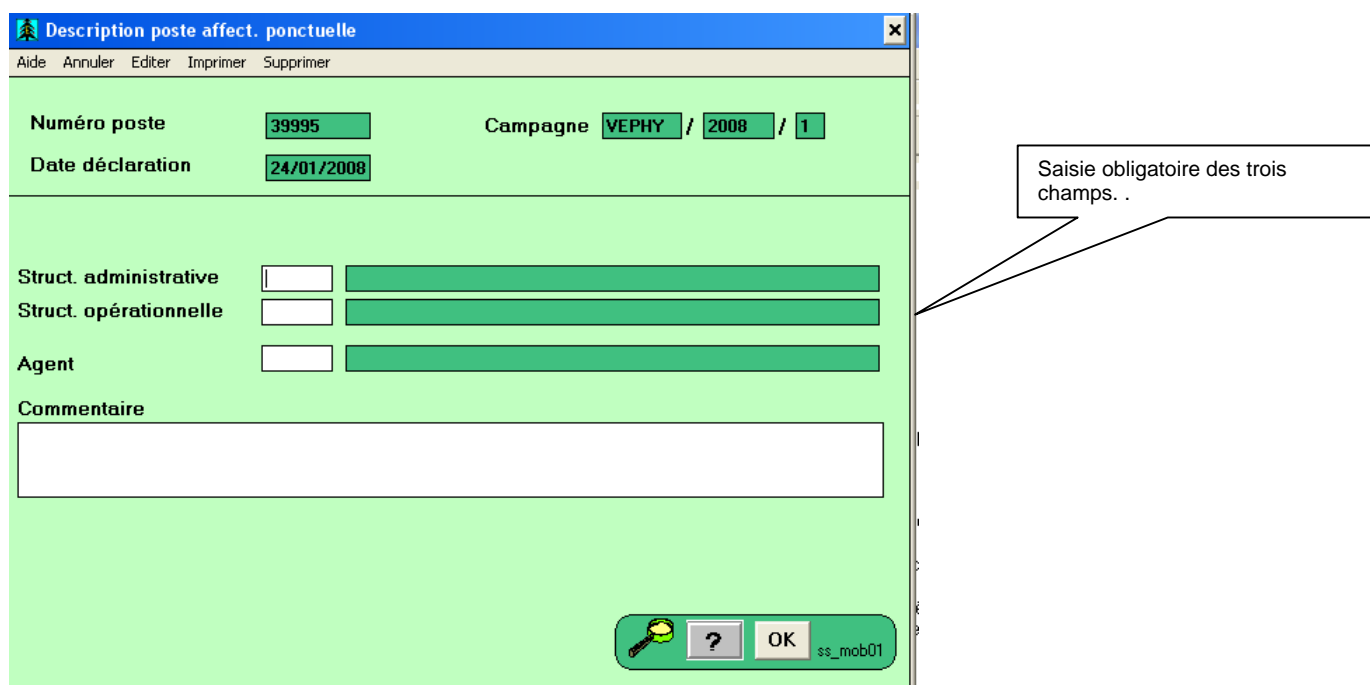 Description poste affect. ponctuelle
Aide Annuler Editer Imprimer Supprimer
Numéro poste 39995 Campagne VEPHY / 2008 / 1
Date déclaration 24/01/2008
Saisie obligatoire des trois
champs. .
Struct. administrative
Struct. opérationnelle
Agent
Commentaire
? OK ss_mob01